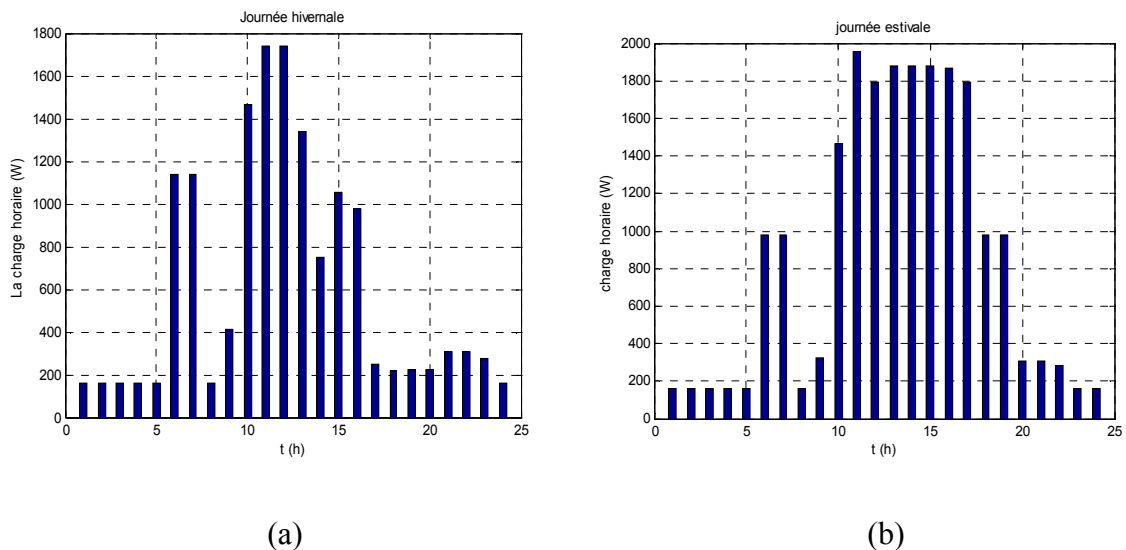 Journée hivernale
1800
1600
1400
1200
1000
800
600
400
200
0
La charge horaire (W)
0 5 10 15 20 25
t (h)
(a)
journée estivale
2000
1800
1600
1400
1200
1000
800
600
400
200
0
charge horaire (W)
0 5 10 15 20 25
t (h)
(b)